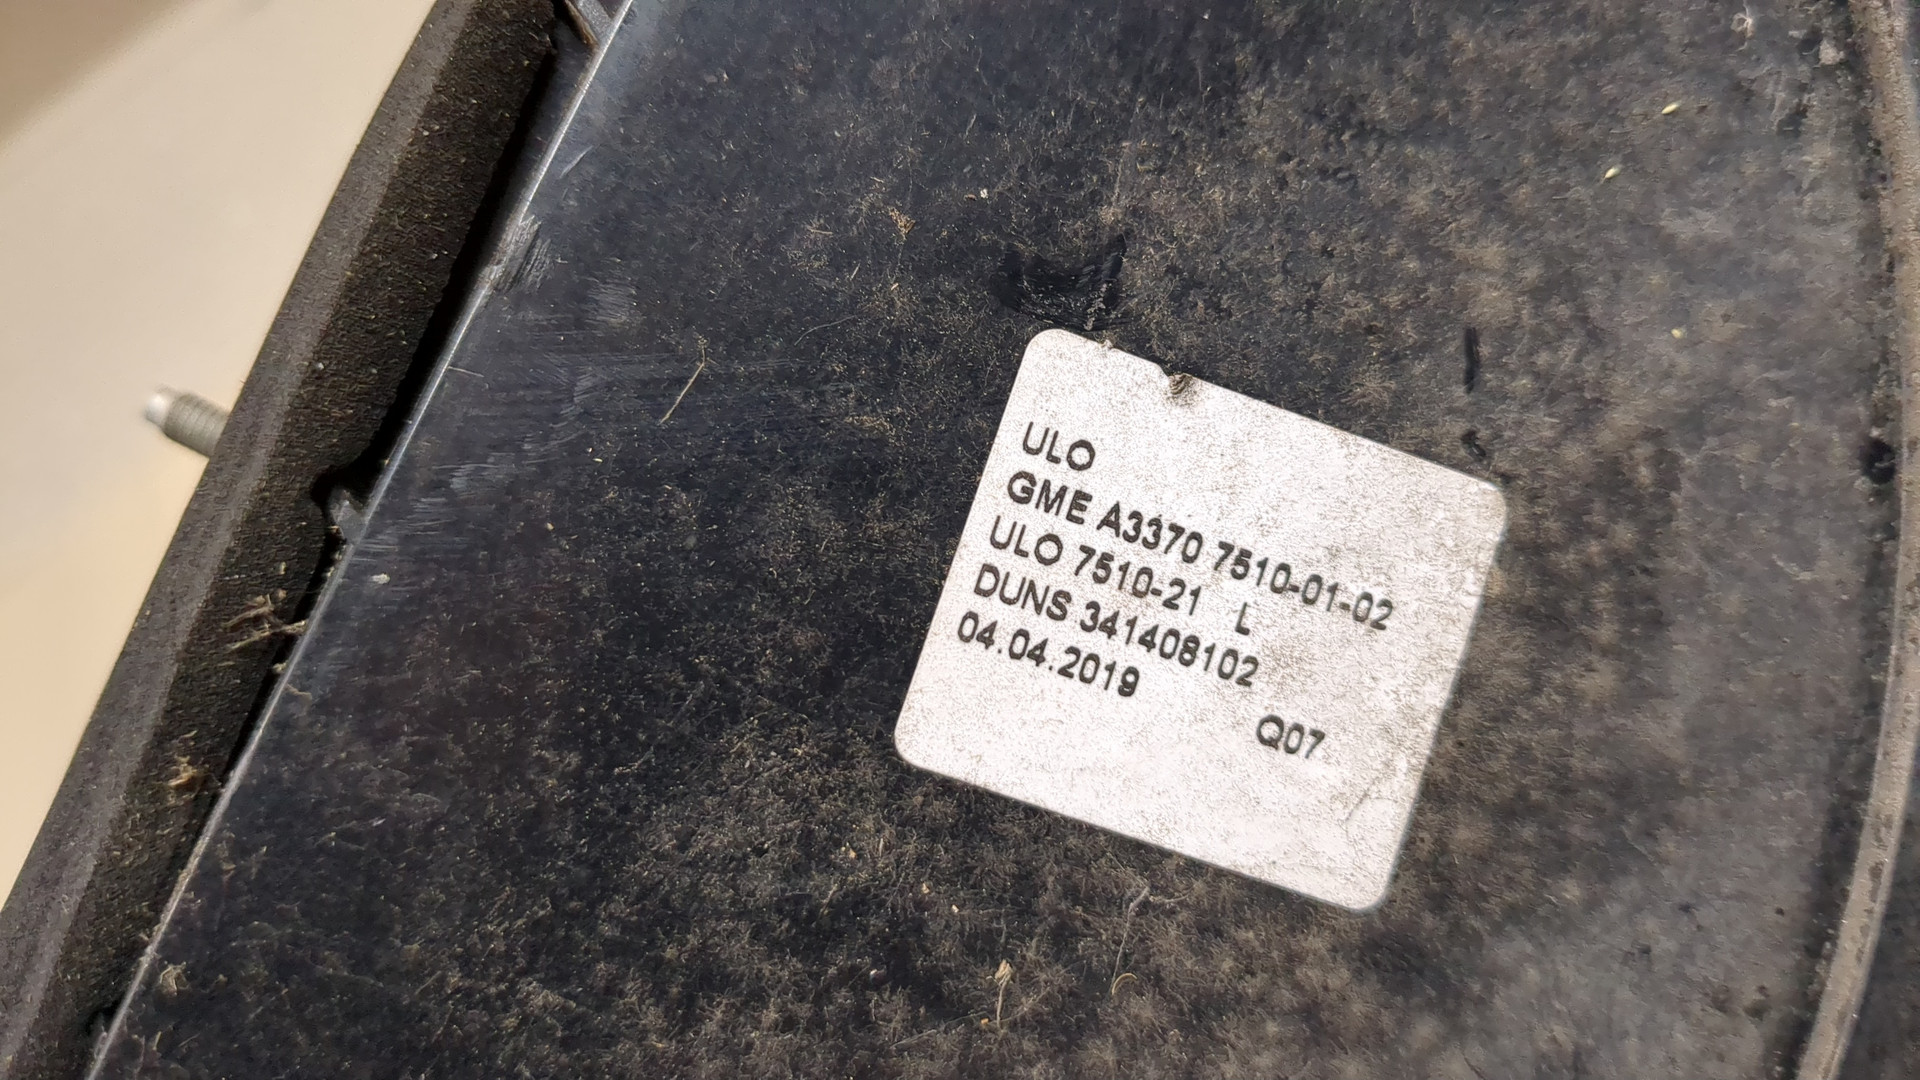 ULO
GME A3370 7510-01-02
ULO 7510-21 L
DUNS 341408102
04.04.2019
Q07